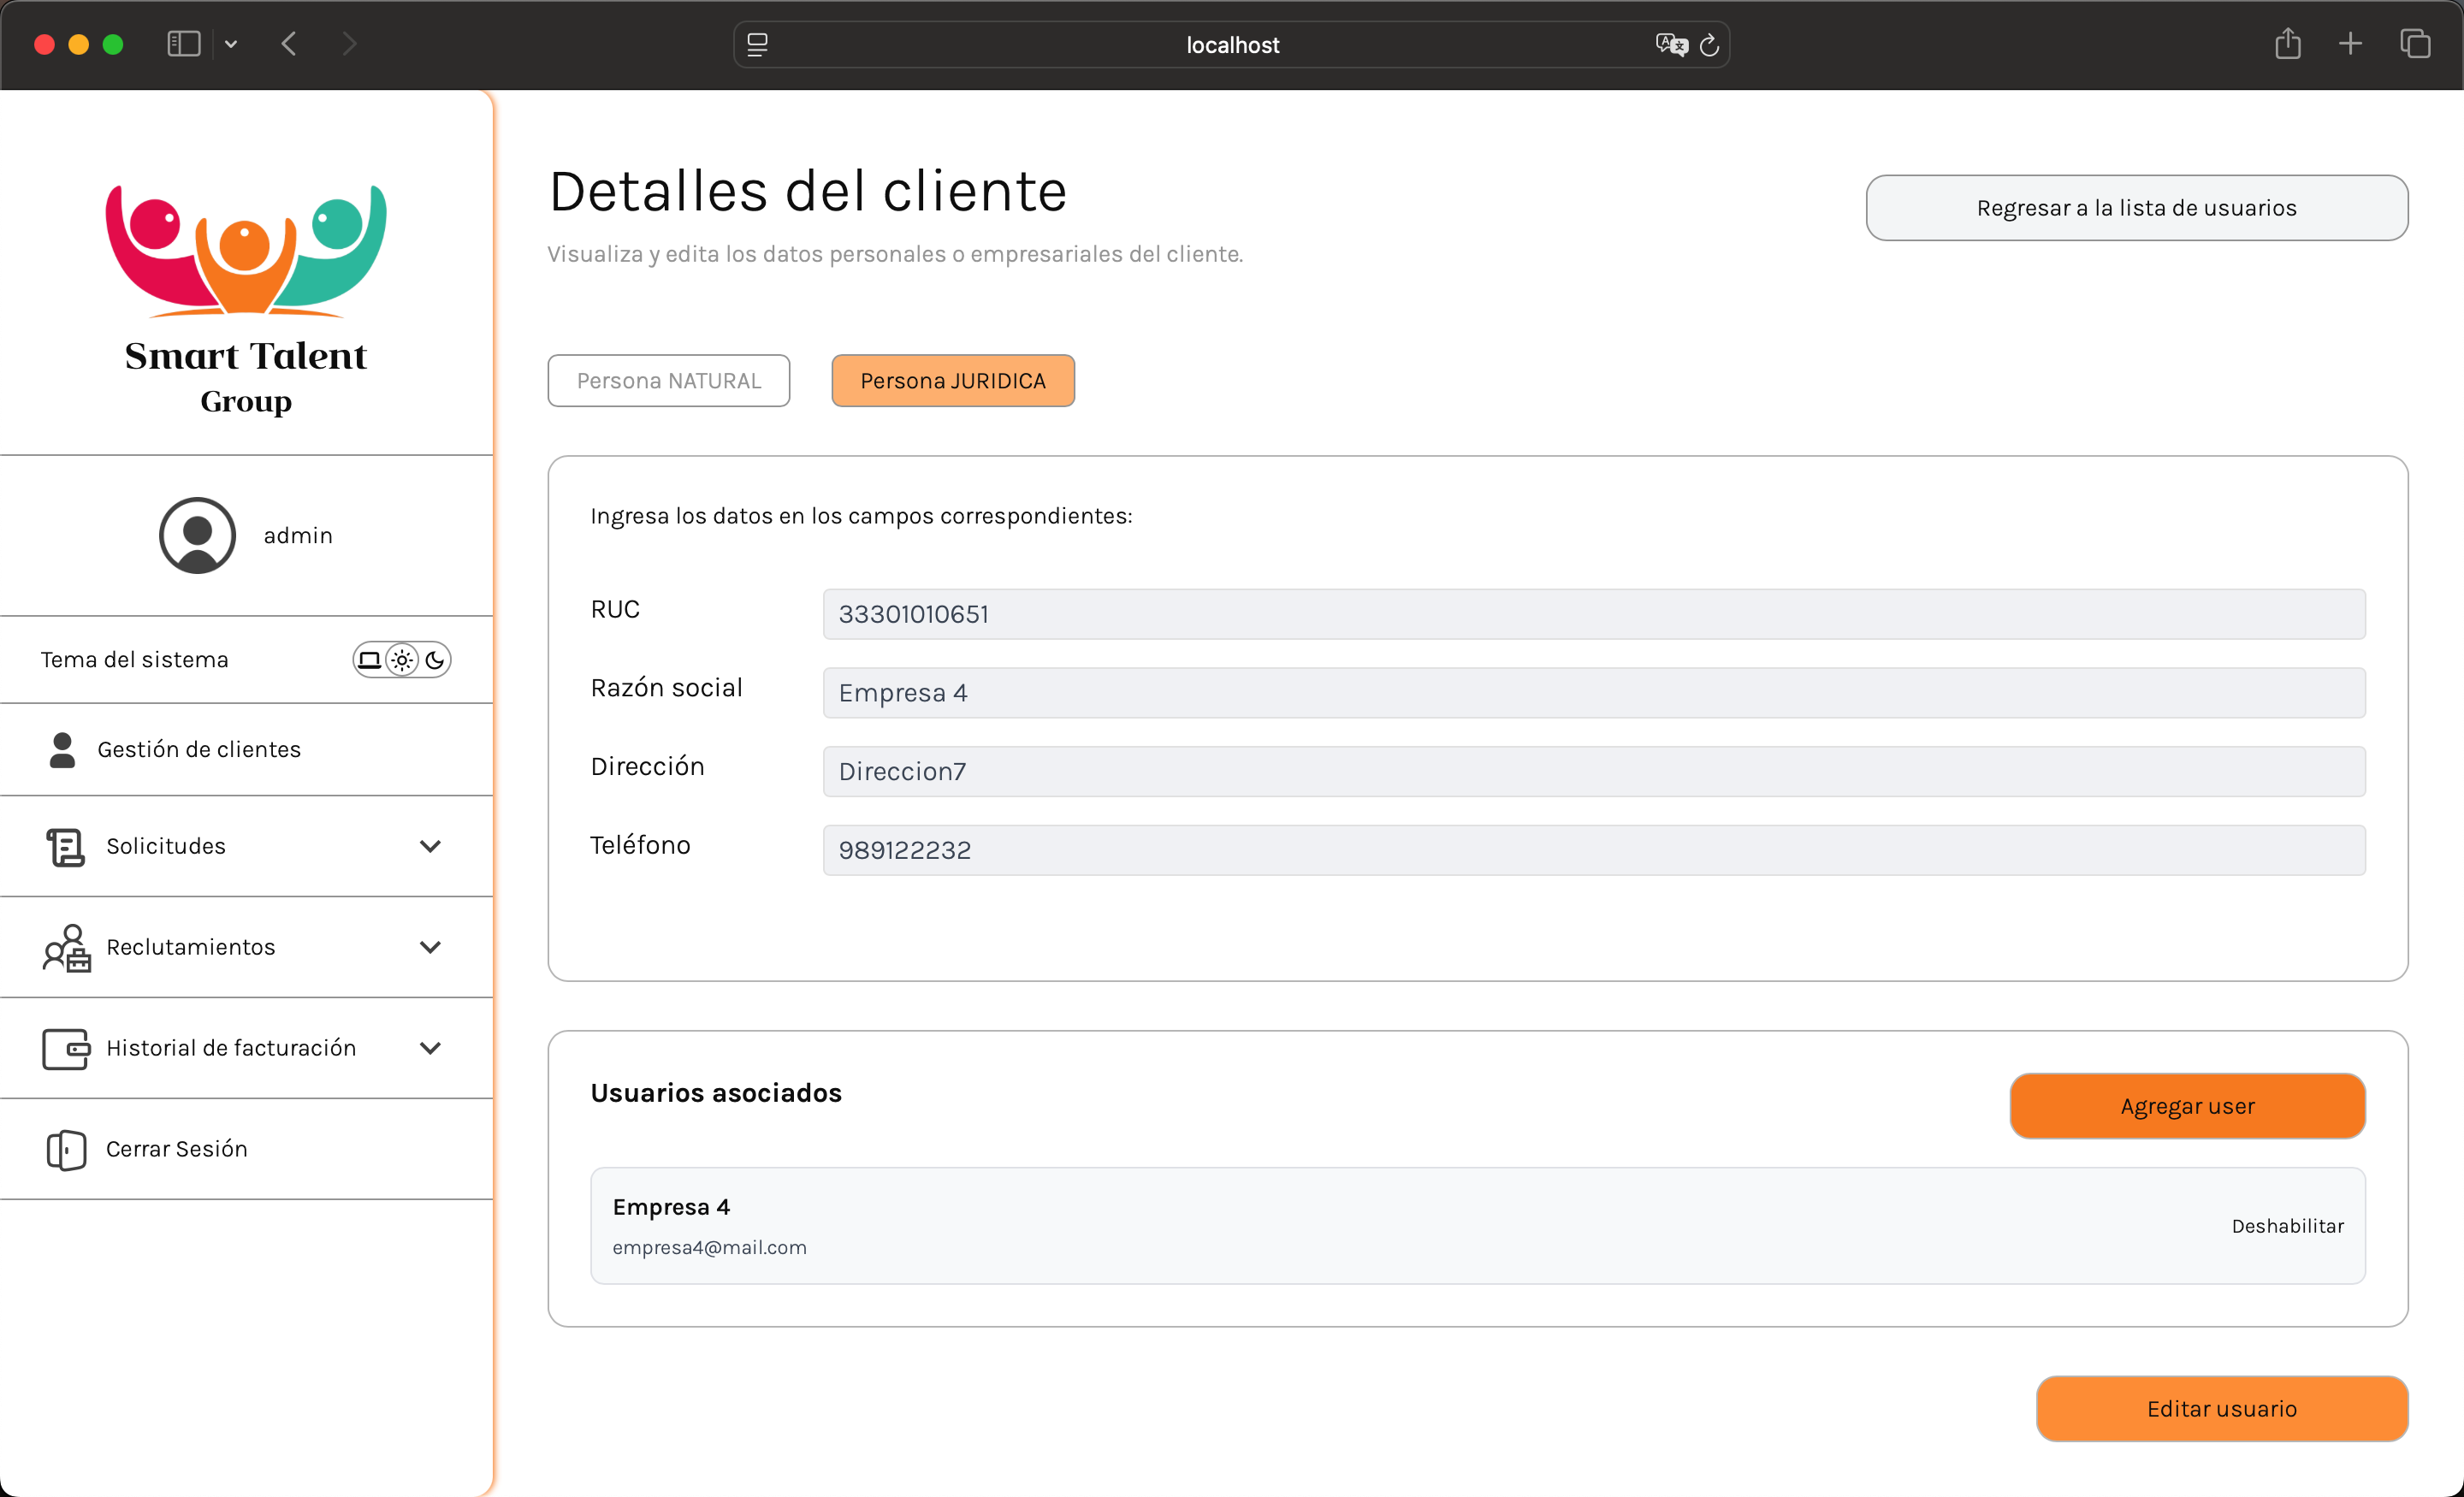 localhost
Smart Talent
Group
admin
Tema del sistema
Gestión de clientes
Solicitudes
Reclutamientos
Historial de facturación
Cerrar Sesión
Detalles del cliente
Visualiza y edita los datos personales o empresariales del cliente.
Regresar a la lista de usuarios
Persona NATURAL
Persona JURIDICA
Ingresa los datos en los campos correspondientes:
RUC
33301010651
Razón social
Empresa 4
Dirección
Direccion7
Teléfono
989122232
Usuarios asociados
Agregar user
Empresa 4
empresa4@mail.com
Deshabilitar
Editar usuario